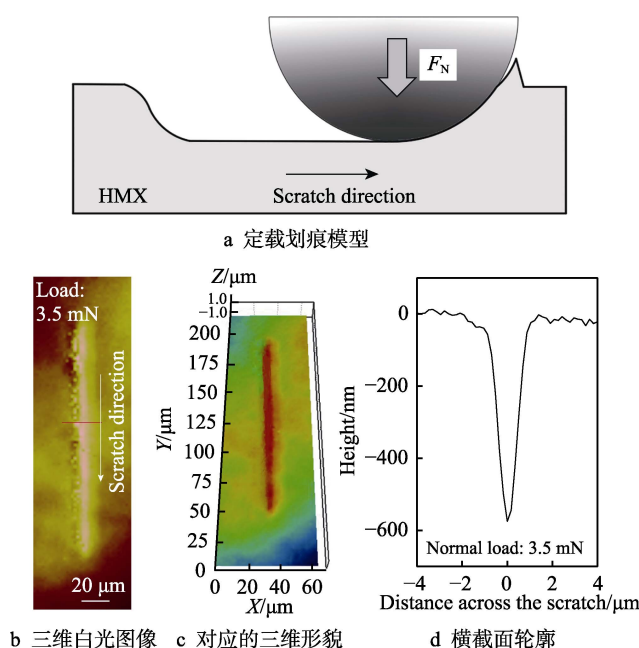 F_N
HMX
Scratch direction
a 定载划痕模型
Load:
3.5 mN
Scratch direction
20 μm
b 三维白光图像
Z/μm
1.0
−1.0
200
175
150
125
100
75
50
25
0
Y/μm
0 20 40 60
X/μm
c 对应的三维形貌
0
−200
−400
−600
Height/nm
Normal load: 3.5 mN
−4 −2 0 2 4
Distance across the scratch/μm
d 横截面轮廓